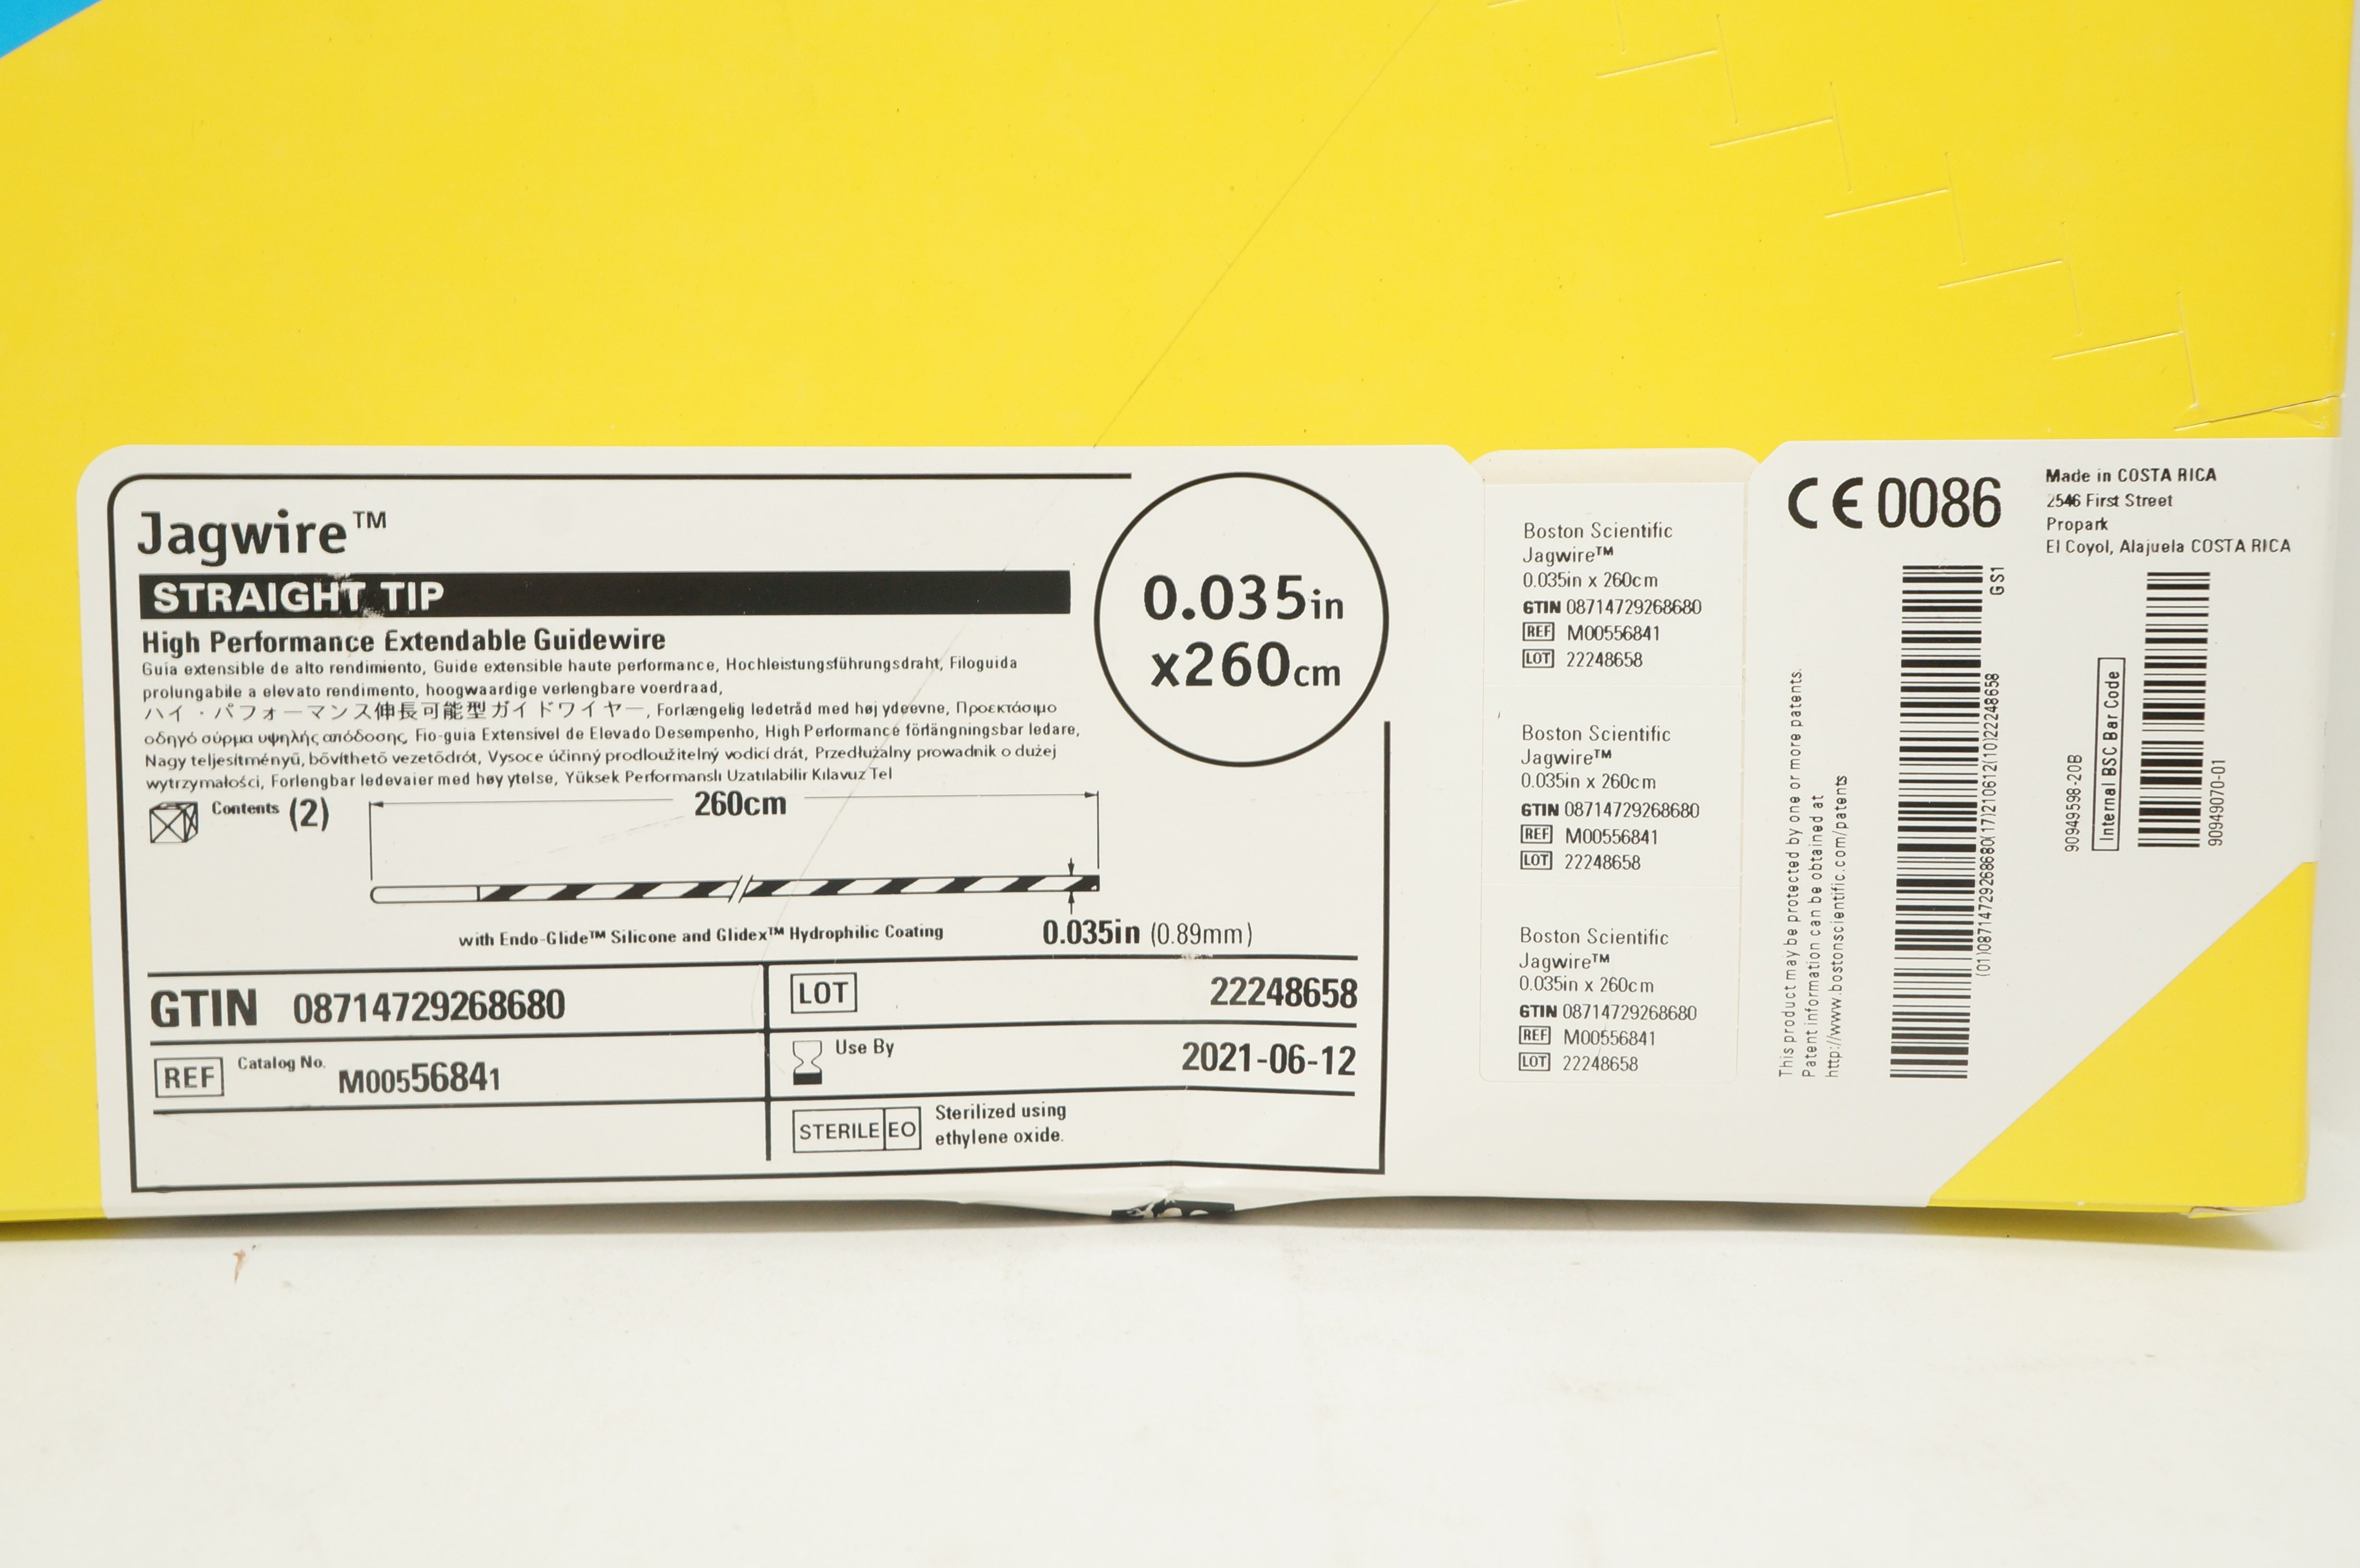 Jagwire™
STRAIGHT TIP
High Performance Extendable Guidewire
Guía extensible de alto rendimiento, Guide extensible haute performance, Hochleistungsführungsdraht, Filoguida
prolungabile a elevato rendimento, hoogwaardige verlengbare voerdraad,
ハイ・パフォーマンス伸長可能型ガイドワイヤー, Forlængelig ledetråd med høj ydeevne, Προεκτάσιμο
οδηγό σύρμα υψηλής απόδοσης, Fio-guia Extensível de Elevado Desempenho, High Performance förlängningsbar ledare,
Nagy teljesítményű, bővíthető vezetődrót, Vysoce účinný prodloužitelný vodicí drát, Przedłużalny prowadnik o dużej
wytrzymałości, Forlengbar ledevaier med høy ytelse, Yüksek Performanslı Uzatılabilir Kılavuz Tel
0.035in
x260cm
Contents (2)
260cm
with Endo-Glide™ Silicone and Glidex™ Hydrophilic Coating
0.035in (0.89mm)
GTIN 08714729268680
LOT 22248658
REF Catalog No. M00556841
Use By 2021-06-12
STERILE EO Sterilized using
ethylene oxide.
Boston Scientific
Jagwire™
0.035in x 260cm
GTIN 08714729268680
REF M00556841
LOT 22248658
Boston Scientific
Jagwire™
0.035in x 260cm
GTIN 08714729268680
REF M00556841
LOT 22248658
Boston Scientific
Jagwire™
0.035in x 260cm
GTIN 08714729268680
REF M00556841
LOT 22248658
CE 0086
Made in COSTA RICA
2546 First Street
Propark
El Coyol, Alajuela COSTA RICA
This product may be protected by one or more patents.
Patent information can be obtained at
http://www.bostonscientific.com/patents
GS1
(01)08714729268680(17)210612(10)22248658
90949598-20B
Internal BSC Bar Code
90949070-01